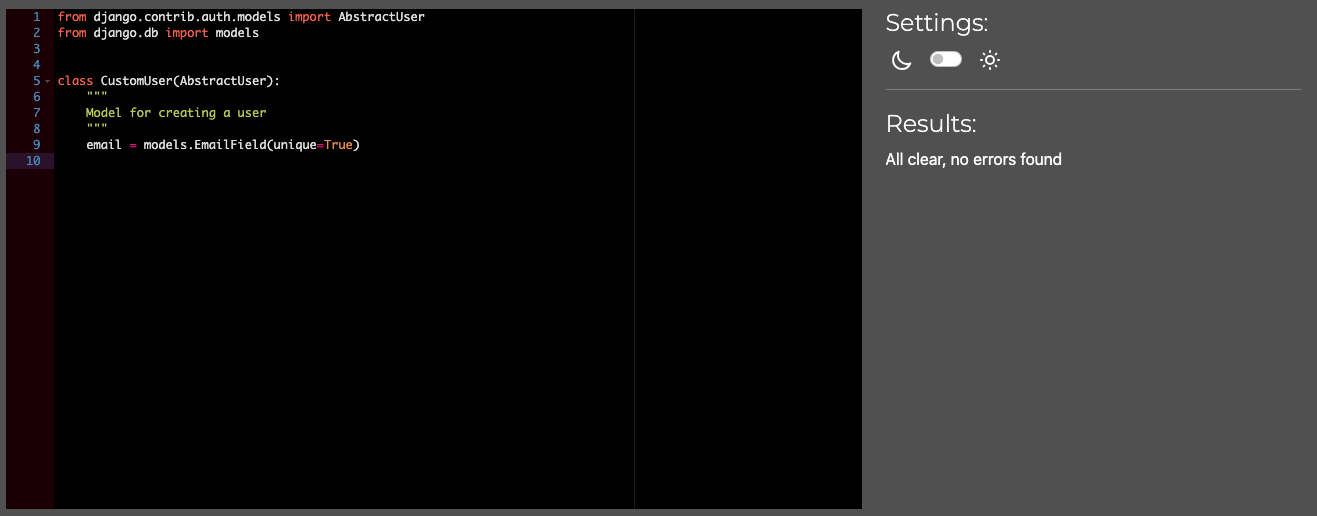 1 from django.contrib.auth.models import AbstractUser
2 from django.db import models
3
4
5 class CustomUser(AbstractUser):
6     """
7     Model for creating a user
8     """
9     email = models.EmailField(unique=True)
10
Settings:
Results:
All clear, no errors found